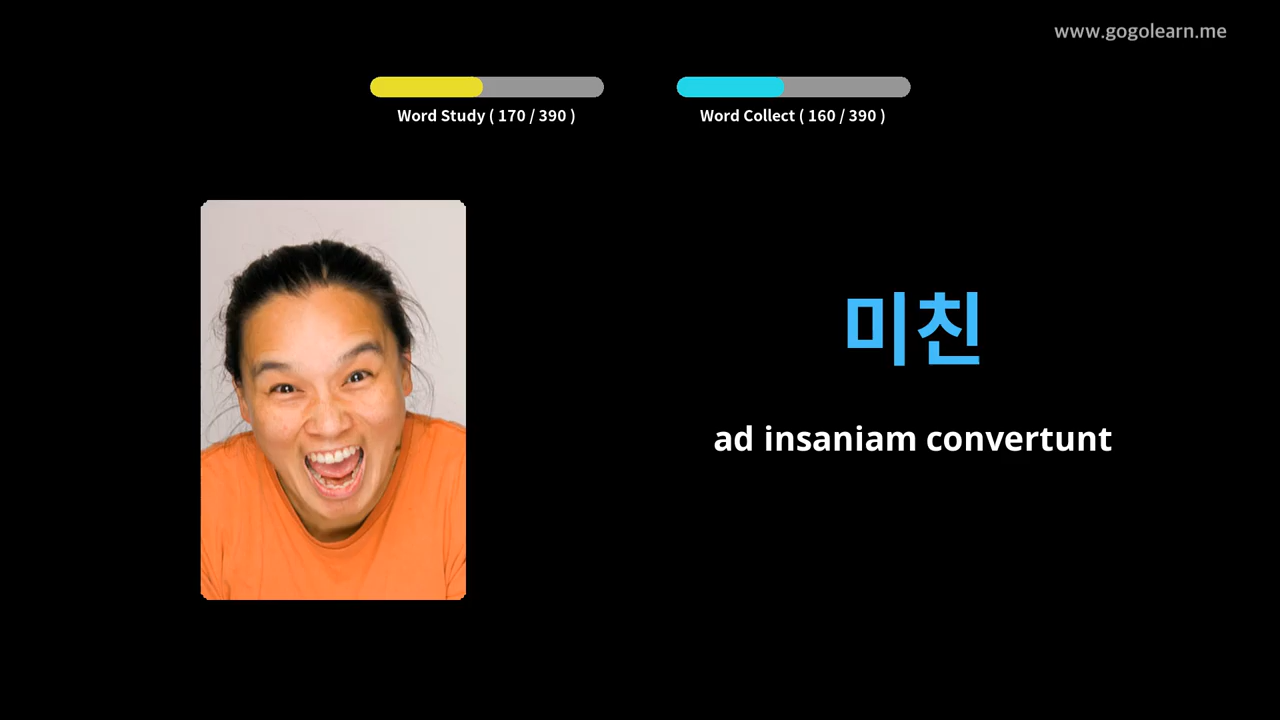 www.gogolearn.me
Word Study ( 170 / 390 )
Word Collect ( 160 / 390 )
미친
ad insaniam convertunt